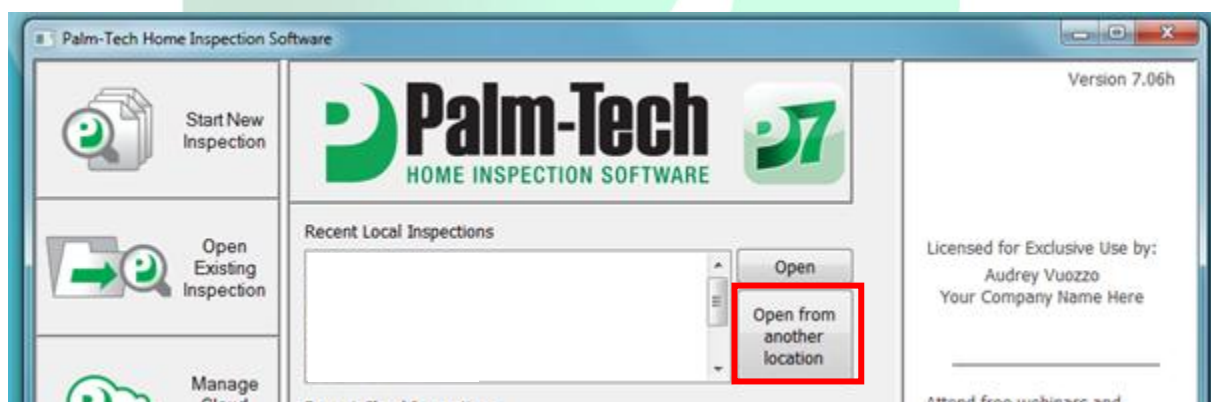 Palm-Tech Home Inspection Software
Start New
Inspection
Open
Existing
Inspection
Manage
Palm-Tech
HOME INSPECTION SOFTWARE
P7
Recent Local Inspections
Open
Open from
another
location
Version 7.06h
Licensed for Exclusive Use by:
Audrey Vuozzo
Your Company Name Here